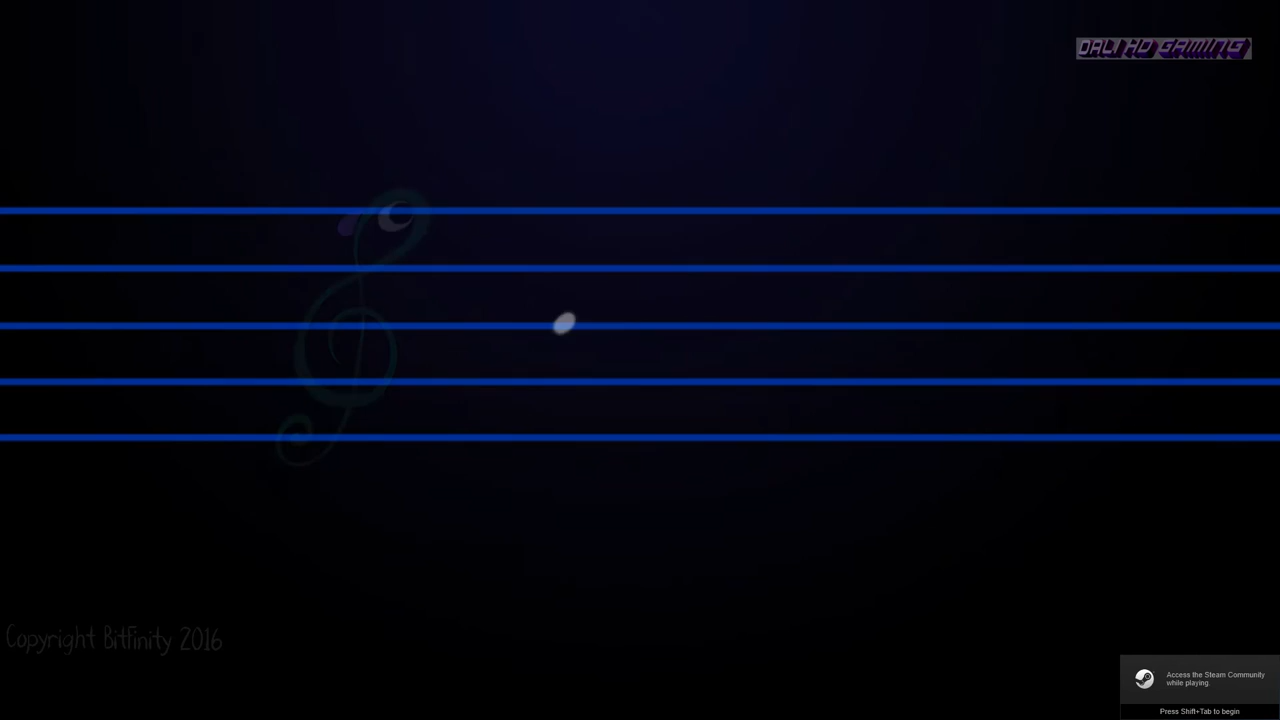 DALI HD GAMING
Copyright Bitfinity 2016
Access the Steam Community
while playing.
Press Shift+Tab to begin